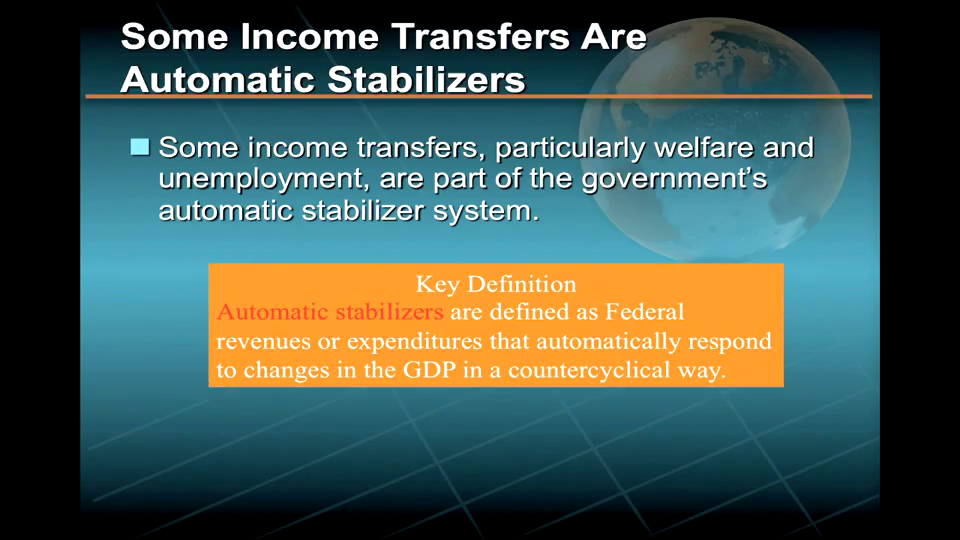 Some Income Transfers Are
Automatic Stabilizers
Some income transfers, particularly welfare and
unemployment, are part of the government’s
automatic stabilizer system.
Key Definition
Automatic stabilizers are defined as Federal
revenues or expenditures that automatically respond
to changes in the GDP in a countercyclical way.